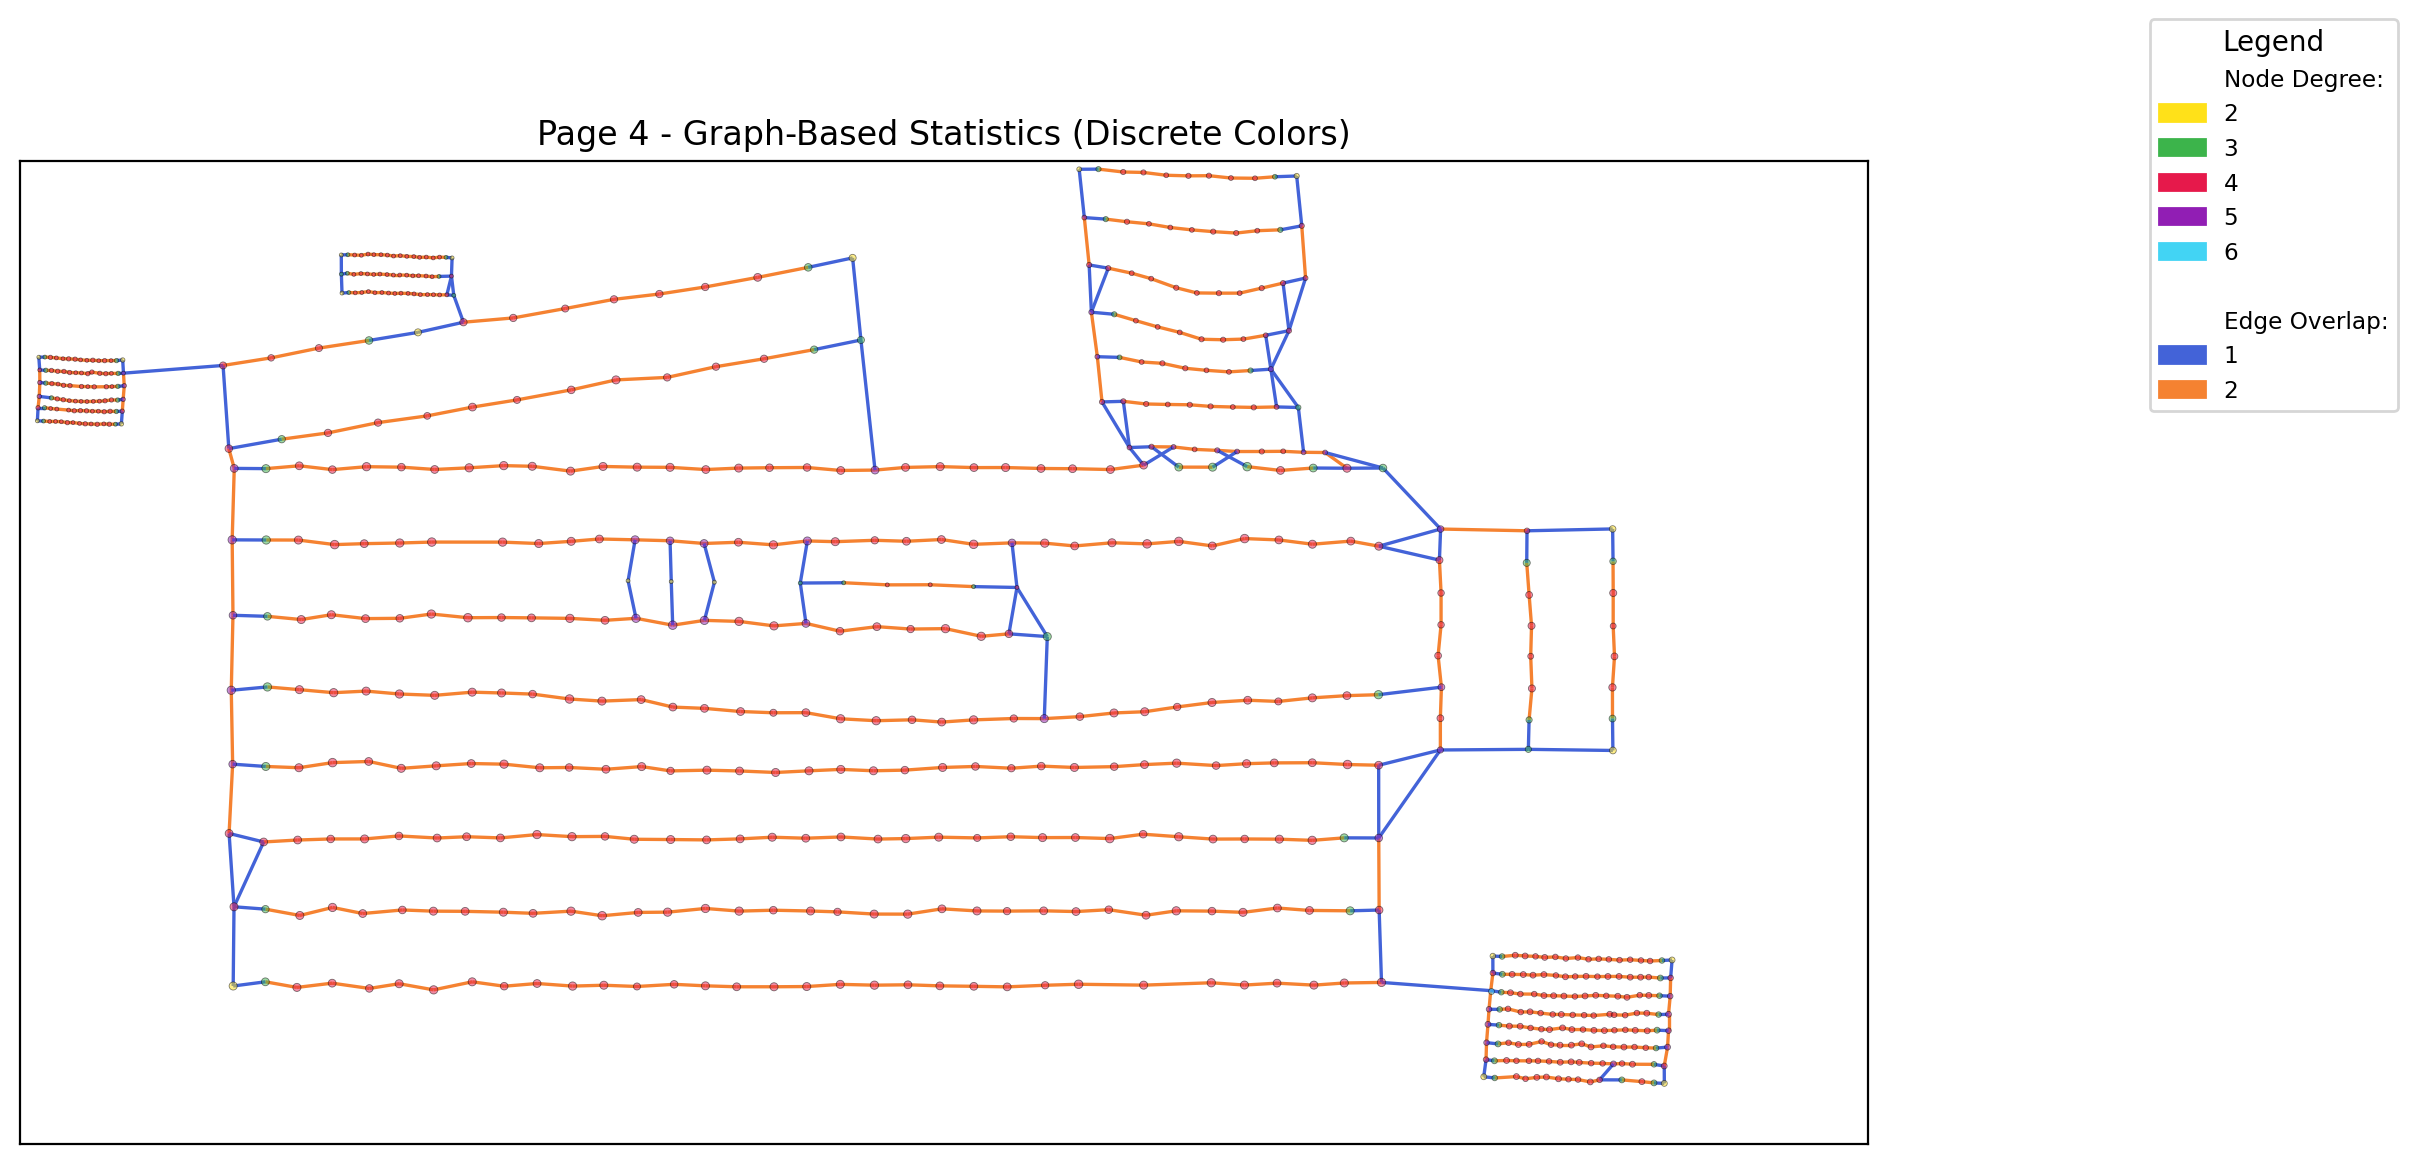 Page 4 - Graph-Based Statistics (Discrete Colors)
Legend
Node Degree:
2
3
4
5
6
Edge Overlap:
1
2